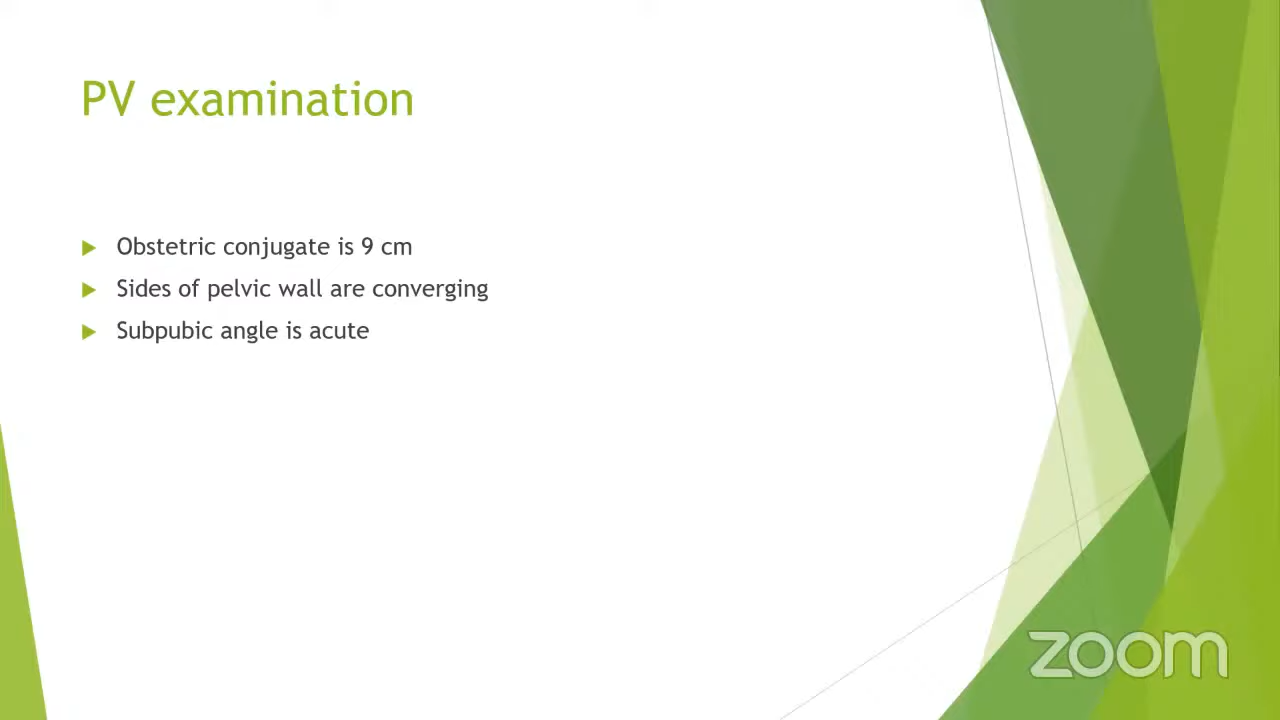 PV examination
Obstetric conjugate is 9 cm
Sides of pelvic wall are converging
Subpubic angle is acute
zoom